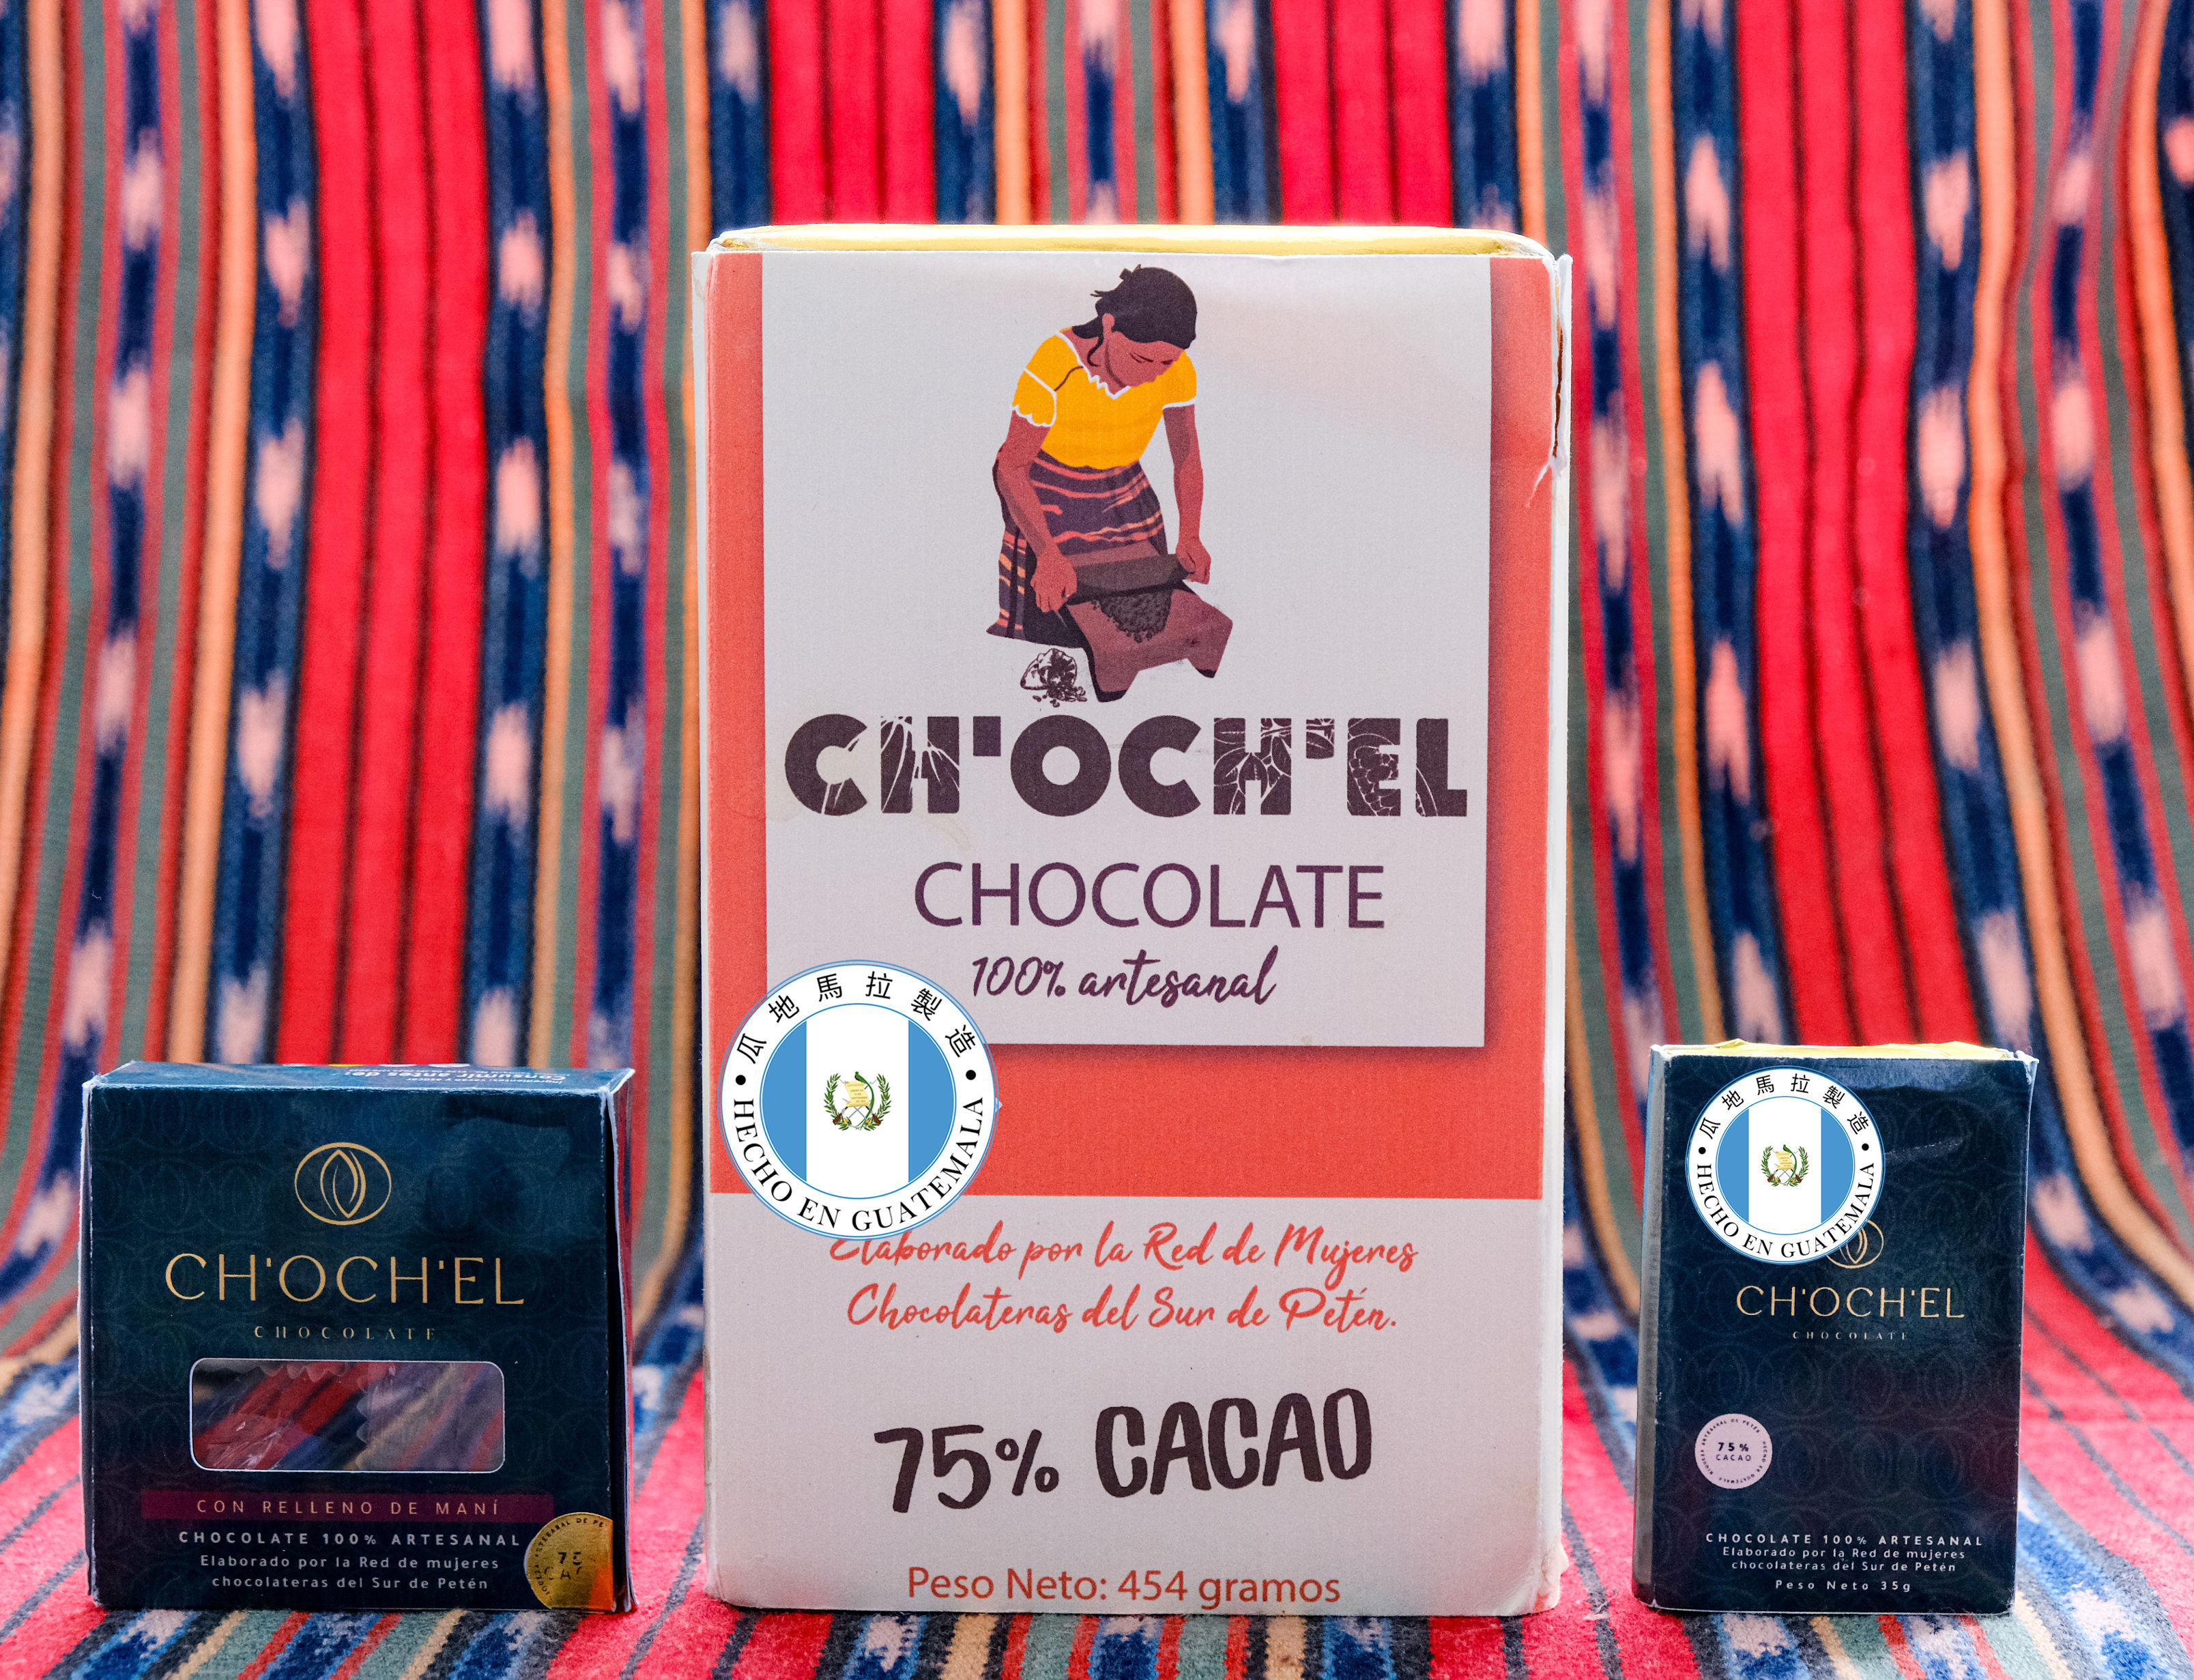 CH'OCH'EL
CHOCOLATE
CON RELLENO DE MANÍ
CHOCOLATE 100% ARTESANAL
Elaborado por la Red de mujeres
chocolateras del Sur de Petén
CH'OCH'EL
CHOCOLATE
100% artesanal
瓜地馬拉製造
HECHO EN GUATEMALA
Elaborado por la Red de Mujeres
Chocolateras del Sur de Petén.
75% CACAO
Peso Neto: 454 gramos
瓜地馬拉製造
HECHO EN GUATEMALA
CH'OCH'EL
CHOCOLATE
75%
CACAO
CHOCOLATE 100% ARTESANAL
Elaborado por la Red de mujeres
chocolateras del Sur de Petén
Peso Neto 35g